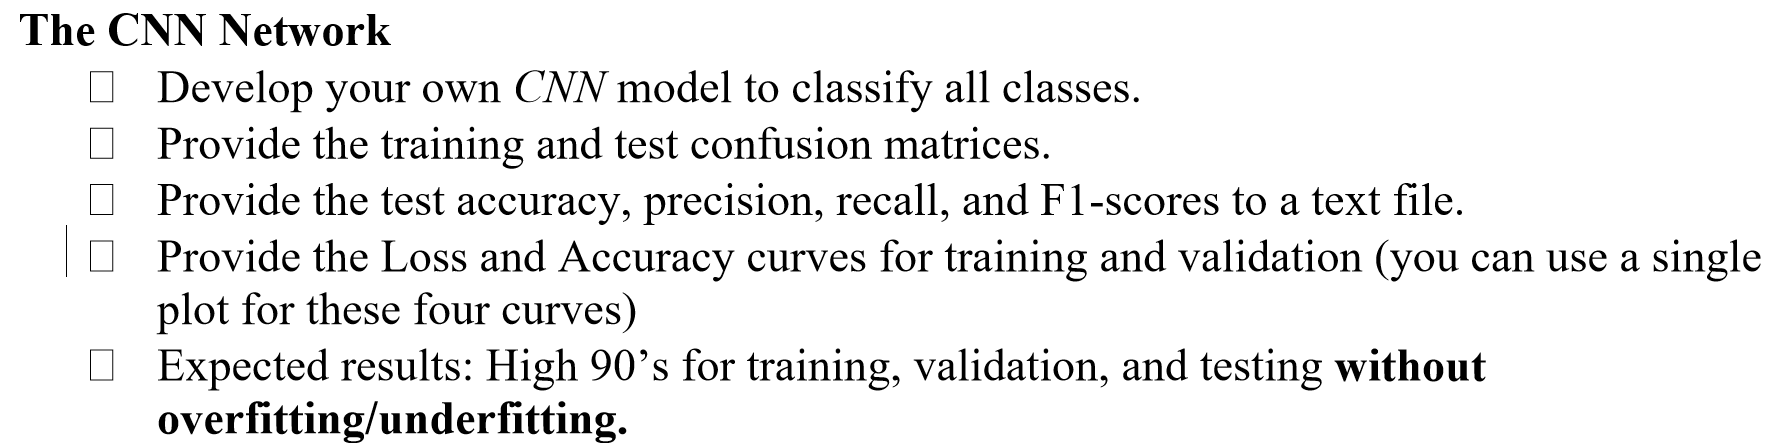 The CNN Network
□ Develop your own CNN model to classify all classes.
□ Provide the training and test confusion matrices.
□ Provide the test accuracy, precision, recall, and F1-scores to a text file.
□ Provide the Loss and Accuracy curves for training and validation (you can use a single
plot for these four curves)
□ Expected results: High 90’s for training, validation, and testing without
overfitting/underfitting.